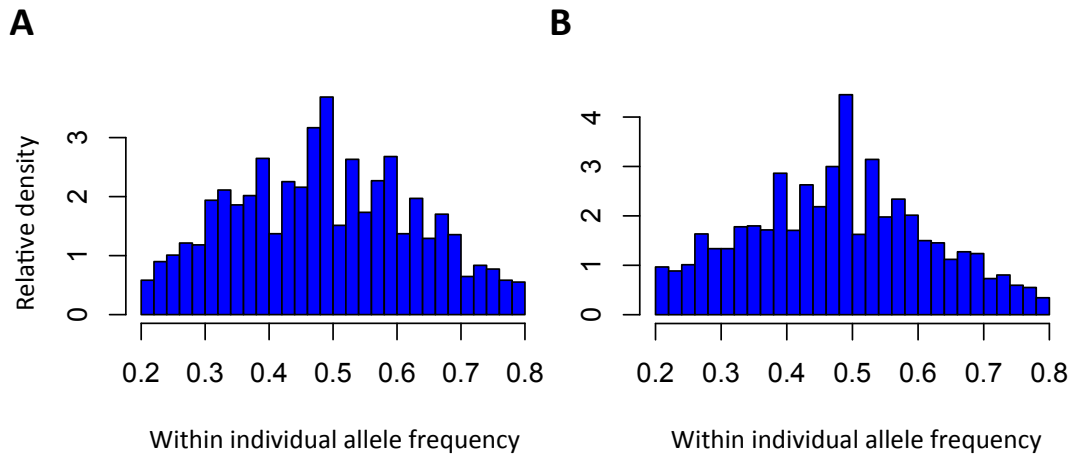 A
B
Relative density
0 1 2 3
0.2 0.3 0.4 0.5 0.6 0.7 0.8
Within individual allele frequency
0 1 2 3 4
0.2 0.3 0.4 0.5 0.6 0.7 0.8
Within individual allele frequency